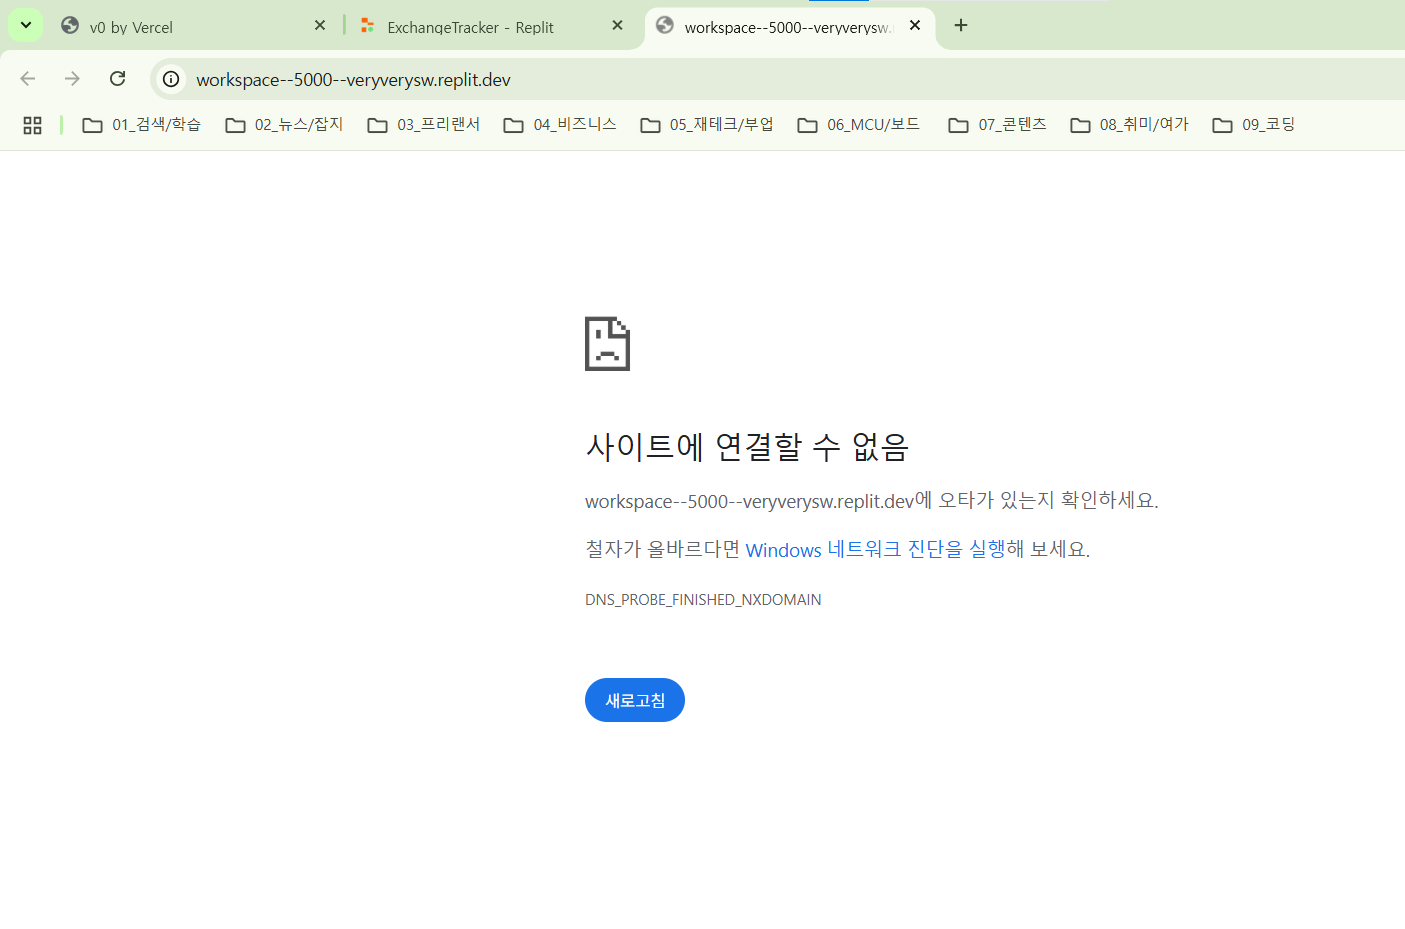 v0 by Vercel
ExchangeTracker - Replit
workspace--5000--veryverysw.
workspace--5000--veryverysw.replit.dev
01_검색/학습
02_뉴스/잡지
03_프리랜서
04_비즈니스
05_재테크/부업
06_MCU/보드
07_콘텐츠
08_취미/여가
09_코딩
사이트에 연결할 수 없음
workspace--5000--veryverysw.replit.dev에 오타가 있는지 확인하세요.
철자가 올바르다면 Windows 네트워크 진단을 실행해 보세요.
DNS_PROBE_FINISHED_NXDOMAIN
새로고침